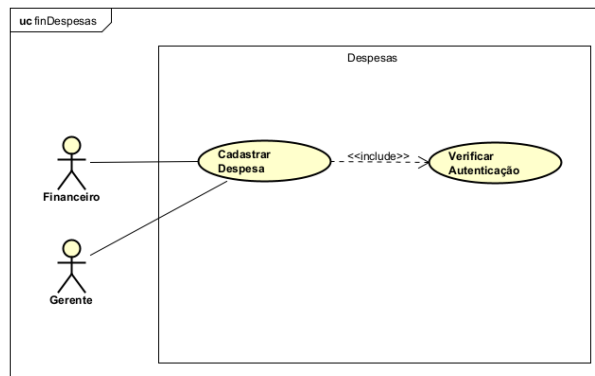 uc finDespesas
Despesas
Cadastrar
Despesa
<<include>>
Verificar
Autenticação
Financeiro
Gerente